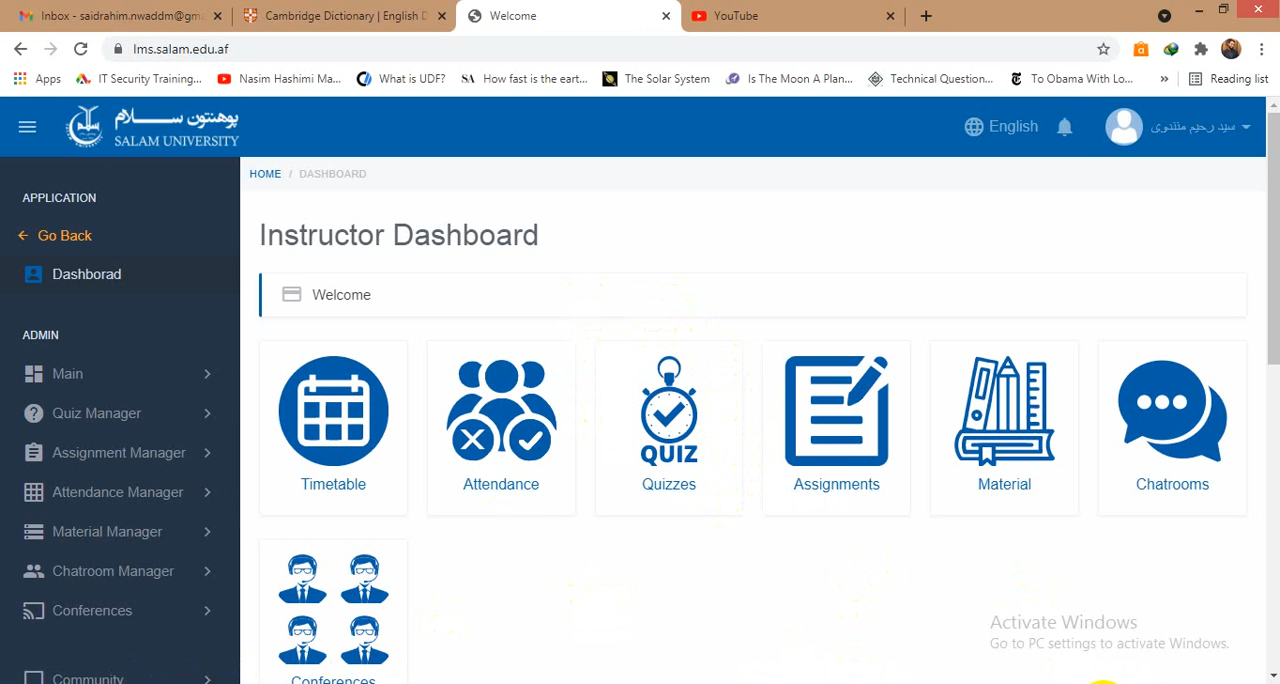 Inbox - saidrahim.nwaddm@gma
Cambridge Dictionary | English D
Welcome
YouTube
lms.salam.edu.af
Apps
IT Security Training...
Nasim Hashimi Ma...
What is UDF?
How fast is the eart...
The Solar System
Is The Moon A Plan...
Technical Question...
To Obama With Lo...
»
Reading list
پوهنتون ســـلام
SALAM UNIVERSITY
English
سید رحیم
HOME / DASHBOARD
APPLICATION
Go Back
Dashborad
ADMIN
Main
Quiz Manager
Assignment Manager
Attendance Manager
Material Manager
Chatroom Manager
Conferences
Community
Instructor Dashboard
Welcome
QUIZ
Timetable
Attendance
Quizzes
Assignments
Material
Chatrooms
Conferences
Activate Windows
Go to PC settings to activate Windows.